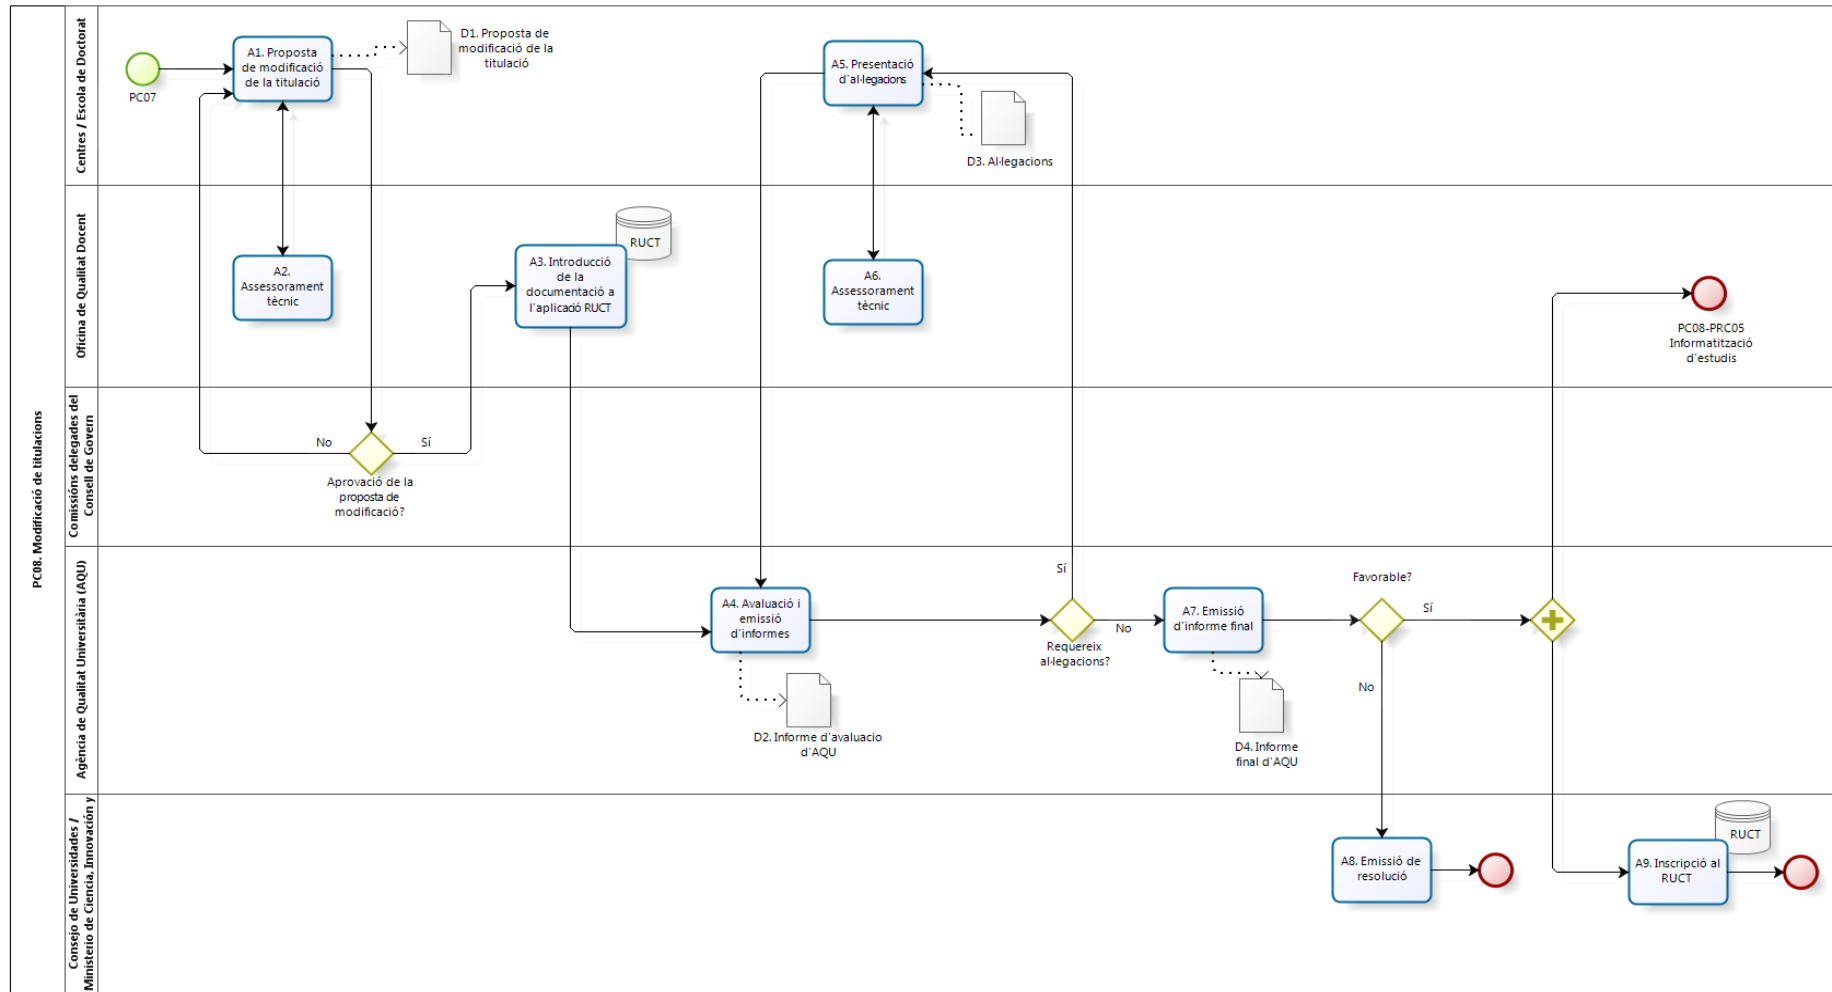 PC08. Modificació de titulacions
Centres / Escola de Doctorat
PC07
A1. Proposta
de modificació
de la titulació
D1. Proposta de
modificació de la
titulació
A5. Presentació
d'al·legacions
D3. Al·legacions
Oficina de Qualitat Docent
A2.
Assessorament
tècnic
A3. Introducció
de la
documentació a
l'aplicació RUCT
RUCT
A6.
Assessorament
tècnic
PC08-PRC05
Informatització
d'estudis
Comissións delegades del
Consell de Govern
No
Sí
Aprovació de la
proposta de
modificació?
Agència de Qualitat Universitària (AQU)
A4. Avaluació i
emissió
d'informes
D2. Informe d'avaluacio
d'AQU
Sí
No
Requereix
al·legacions?
A7. Emissió
d'informe final
D4. Informe
final d'AQU
Favorable?
Sí
No
Consejo de Universidades /
Ministerio de Ciencia, Innovación y
A8. Emissió de
resolució
A9. Inscripció al
RUCT
RUCT